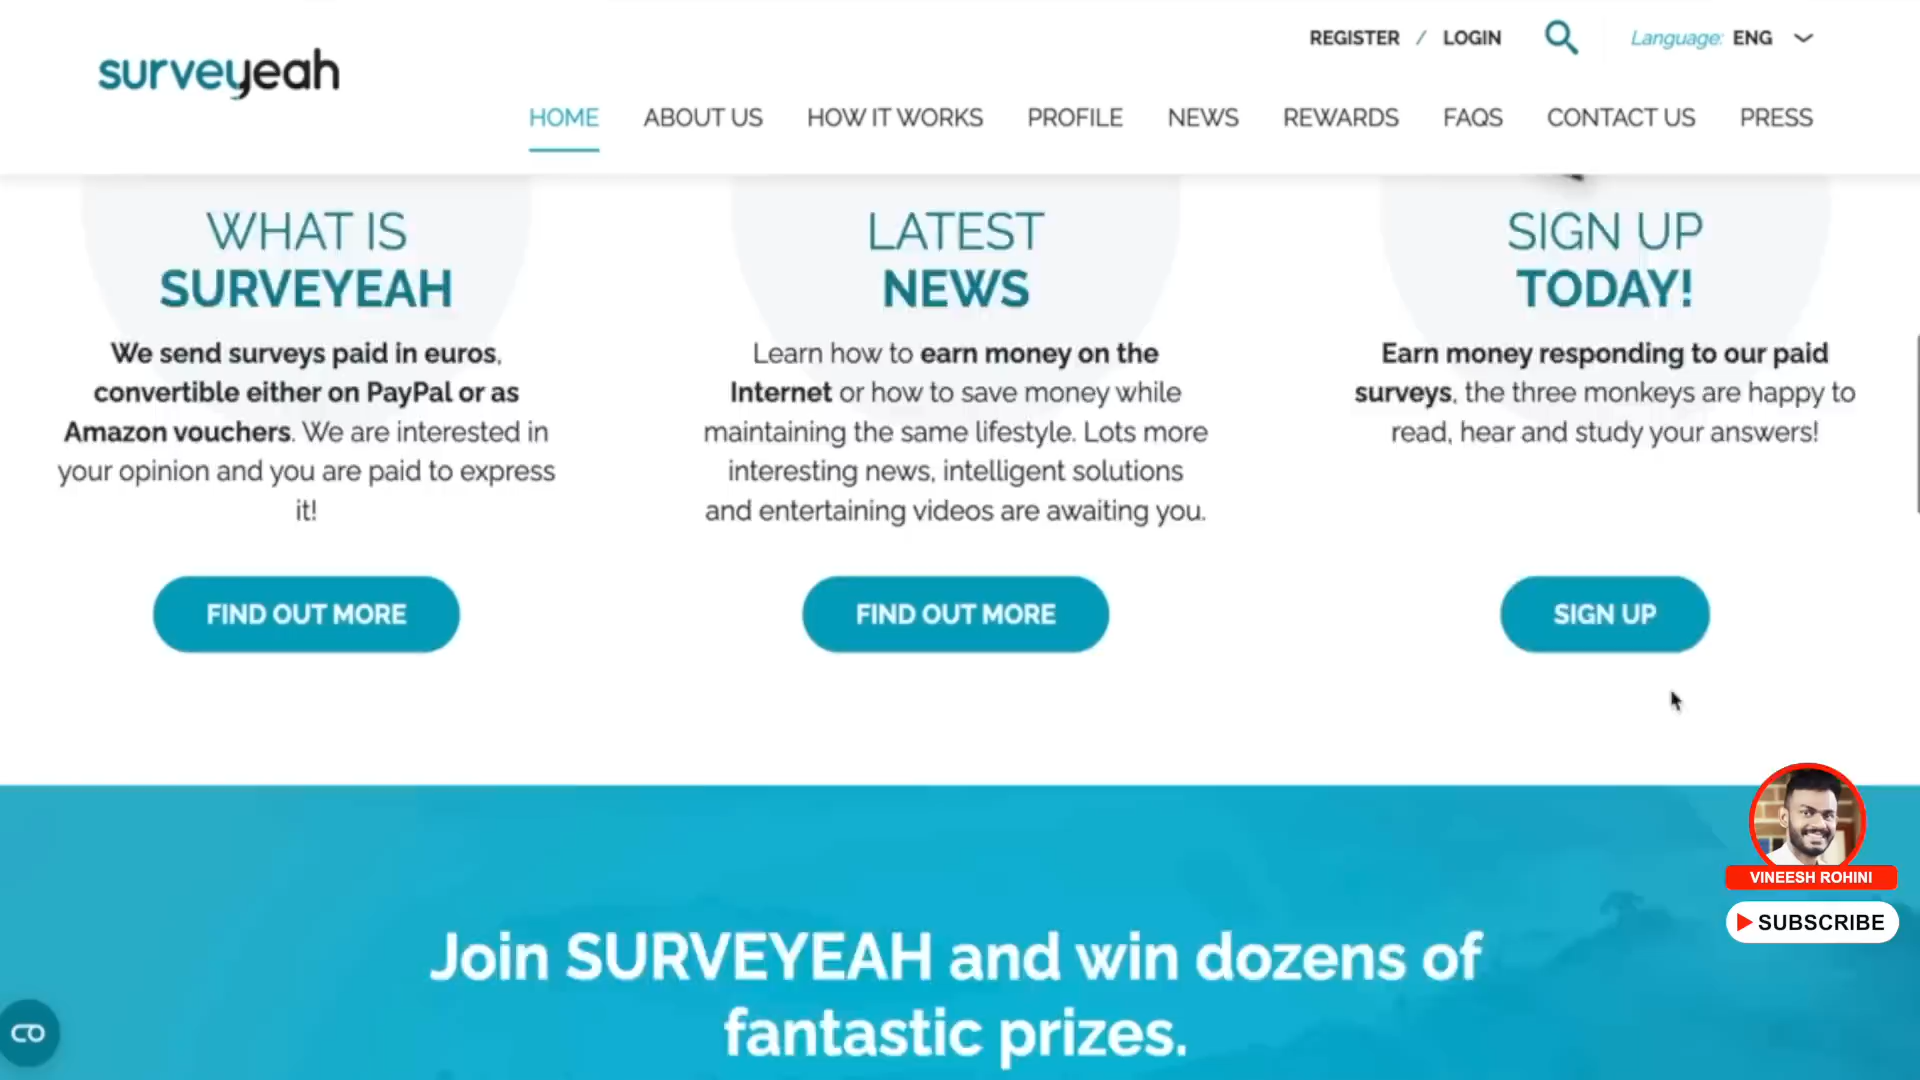 REGISTER / LOGIN
Language: ENG
surveyeah
HOME ABOUT US HOW IT WORKS PROFILE NEWS REWARDS FAQS CONTACT US PRESS
WHAT IS
SURVEYEAH
We send surveys paid in euros,
convertible either on PayPal or as
Amazon vouchers. We are interested in
your opinion and you are paid to express
it!
FIND OUT MORE
LATEST
NEWS
Learn how to earn money on the
Internet or how to save money while
maintaining the same lifestyle. Lots more
interesting news, intelligent solutions
and entertaining videos are awaiting you.
FIND OUT MORE
SIGN UP
TODAY!
Earn money responding to our paid
surveys, the three monkeys are happy to
read, hear and study your answers!
SIGN UP
VINEESH ROHINI
SUBSCRIBE
Join SURVEYEAH and win dozens of
fantastic prizes.